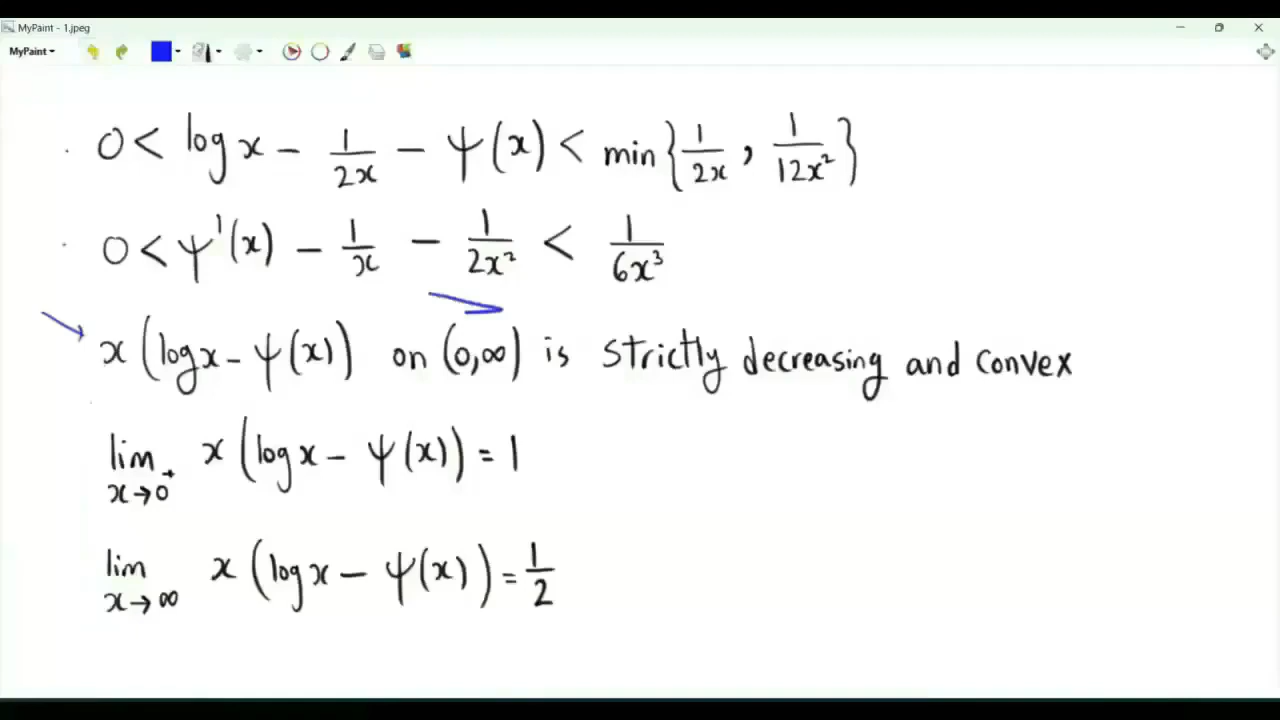 MyPaint - 1.jpeg
MyPaint
0 < log x - 1/2x - ψ(x) < min{1/2x, 1/12x²}
0 < ψ'(x) - 1/x - 1/2x² < 1/6x³
x(log x - ψ(x)) on (0,∞) is strictly decreasing and convex
lim x→0⁺ x(log x - ψ(x)) = 1
lim x→∞ x(log x - ψ(x)) = 1/2